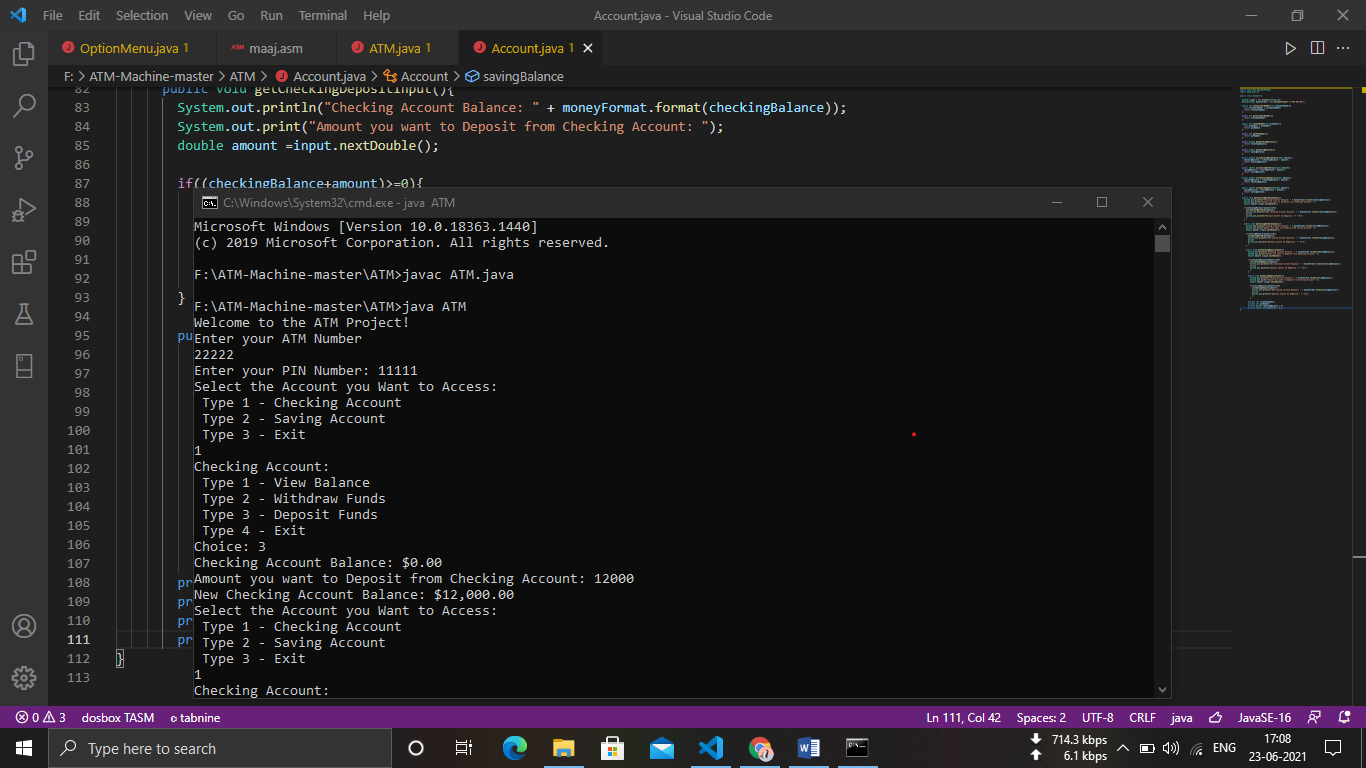 File Edit Selection View Go Run Terminal Help Account.java - Visual Studio Code
OptionMenu.java 1 ASM maaj.asm ATM.java 1 Account.java 1
F: > ATM-Machine-master > ATM > Account.java > Account > savingBalance
82 public void getCheckingDepositInput(){
83 System.out.println("Checking Account Balance: " + moneyFormat.format(checkingBalance));
84 System.out.print("Amount you want to Deposit from Checking Account: ");
85 double amount =input.nextDouble();
86
87 if((checkingBalance+amount)>=0){
88
89
90
91
92
93 }
94
95 pu
96
97
98
99
100
101
102
103
104
105
106
107
108 pr
109 pr
110 pr
111 pr
112 }
113
C:\Windows\System32\cmd.exe - java ATM
Microsoft Windows [Version 10.0.18363.1440]
(c) 2019 Microsoft Corporation. All rights reserved.
F:\ATM-Machine-master\ATM>javac ATM.java
F:\ATM-Machine-master\ATM>java ATM
Welcome to the ATM Project!
Enter your ATM Number
22222
Enter your PIN Number: 11111
Select the Account you Want to Access:
Type 1 - Checking Account
Type 2 - Saving Account
Type 3 - Exit
1
Checking Account:
Type 1 - View Balance
Type 2 - Withdraw Funds
Type 3 - Deposit Funds
Type 4 - Exit
Choice: 3
Checking Account Balance: $0.00
Amount you want to Deposit from Checking Account: 12000
New Checking Account Balance: $12,000.00
Select the Account you Want to Access:
Type 1 - Checking Account
Type 2 - Saving Account
Type 3 - Exit
1
Checking Account:
0 3 dosbox TASM tabnine Ln 111, Col 42 Spaces: 2 UTF-8 CRLF java JavaSE-16
Type here to search
714.3 kbps
6.1 kbps
ENG
17:08
23-06-2021